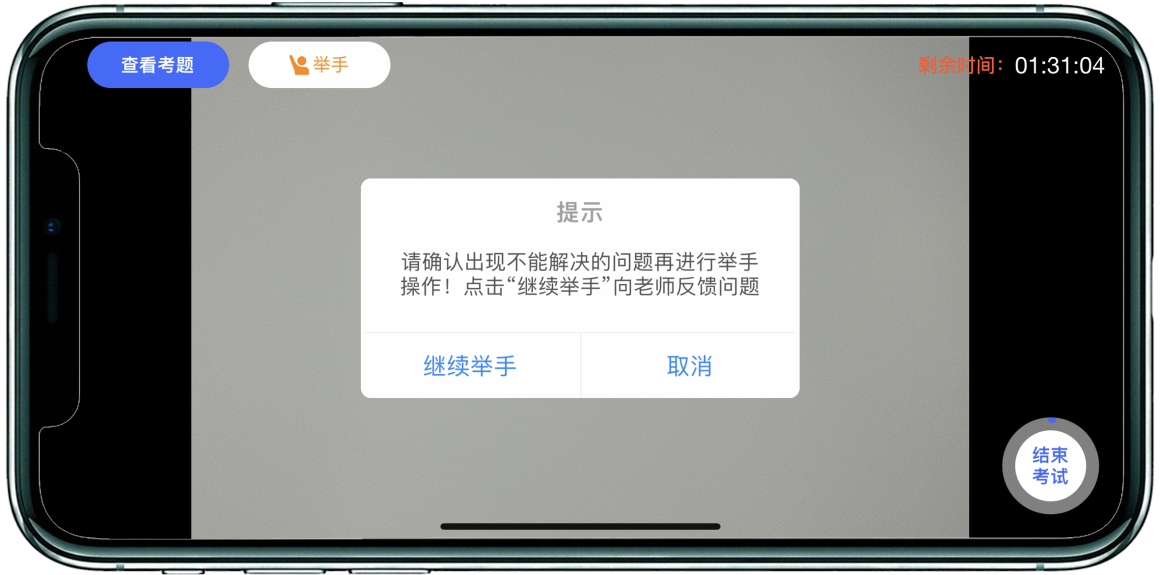 查看考题
举手
剩余时间：01:31:04
提示
请确认出现不能解决的问题再进行举手
操作！点击“继续举手”向老师反馈问题
继续举手
取消
结束
考试